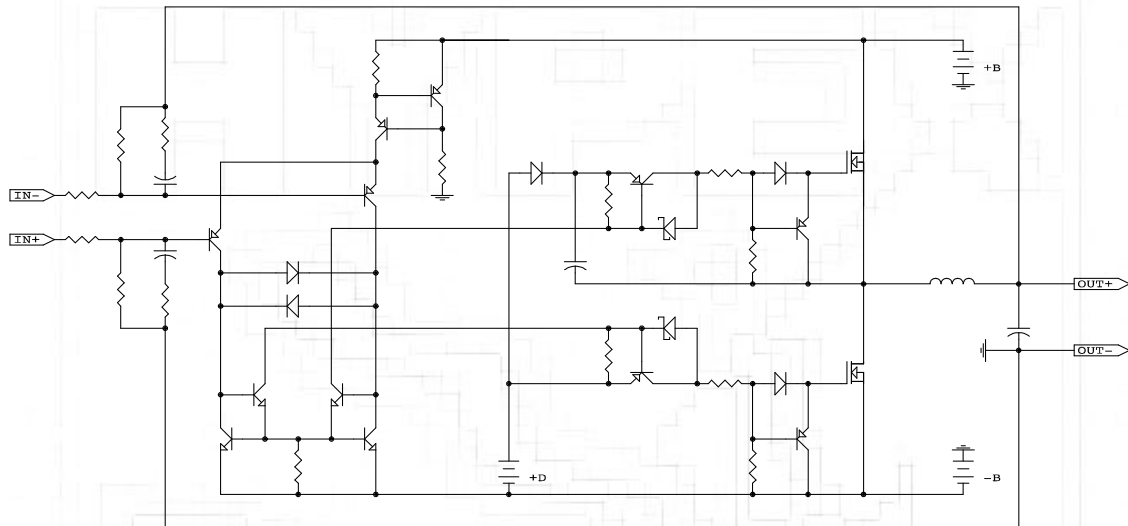 +B
IN-
IN+
OUT+
OUT-
+D
-B